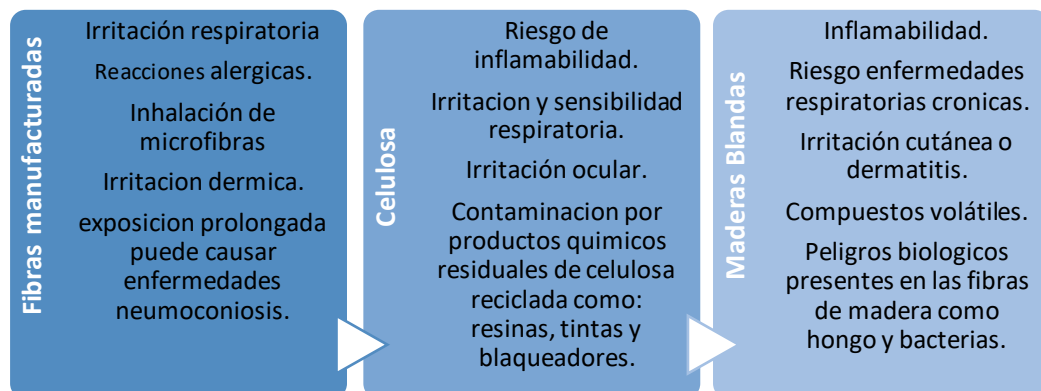 Fibras manufacturadas
Irritación respiratoria
Reacciones alergicas.
Inhalación de
microfibras
Irritacion dermica.
exposicion prolongada
puede causar
enfermedades
neumoconiosis.
Celulosa
Riesgo de
inflamabilidad.
Irritacion y sensibilidad
respiratoria.
Irritación ocular.
Contaminacion por
productos quimicos
residuales de celulosa
reciclada como:
resinas, tintas y
blaqueadores.
Maderas Blandas
Inflamabilidad.
Riesgo enfermedades
respiratorias cronicas.
Irritación cutánea o
dermatitis.
Compuestos volátiles.
Peligros biologicos
presentes en las fibras
de madera como
hongo y bacterias.